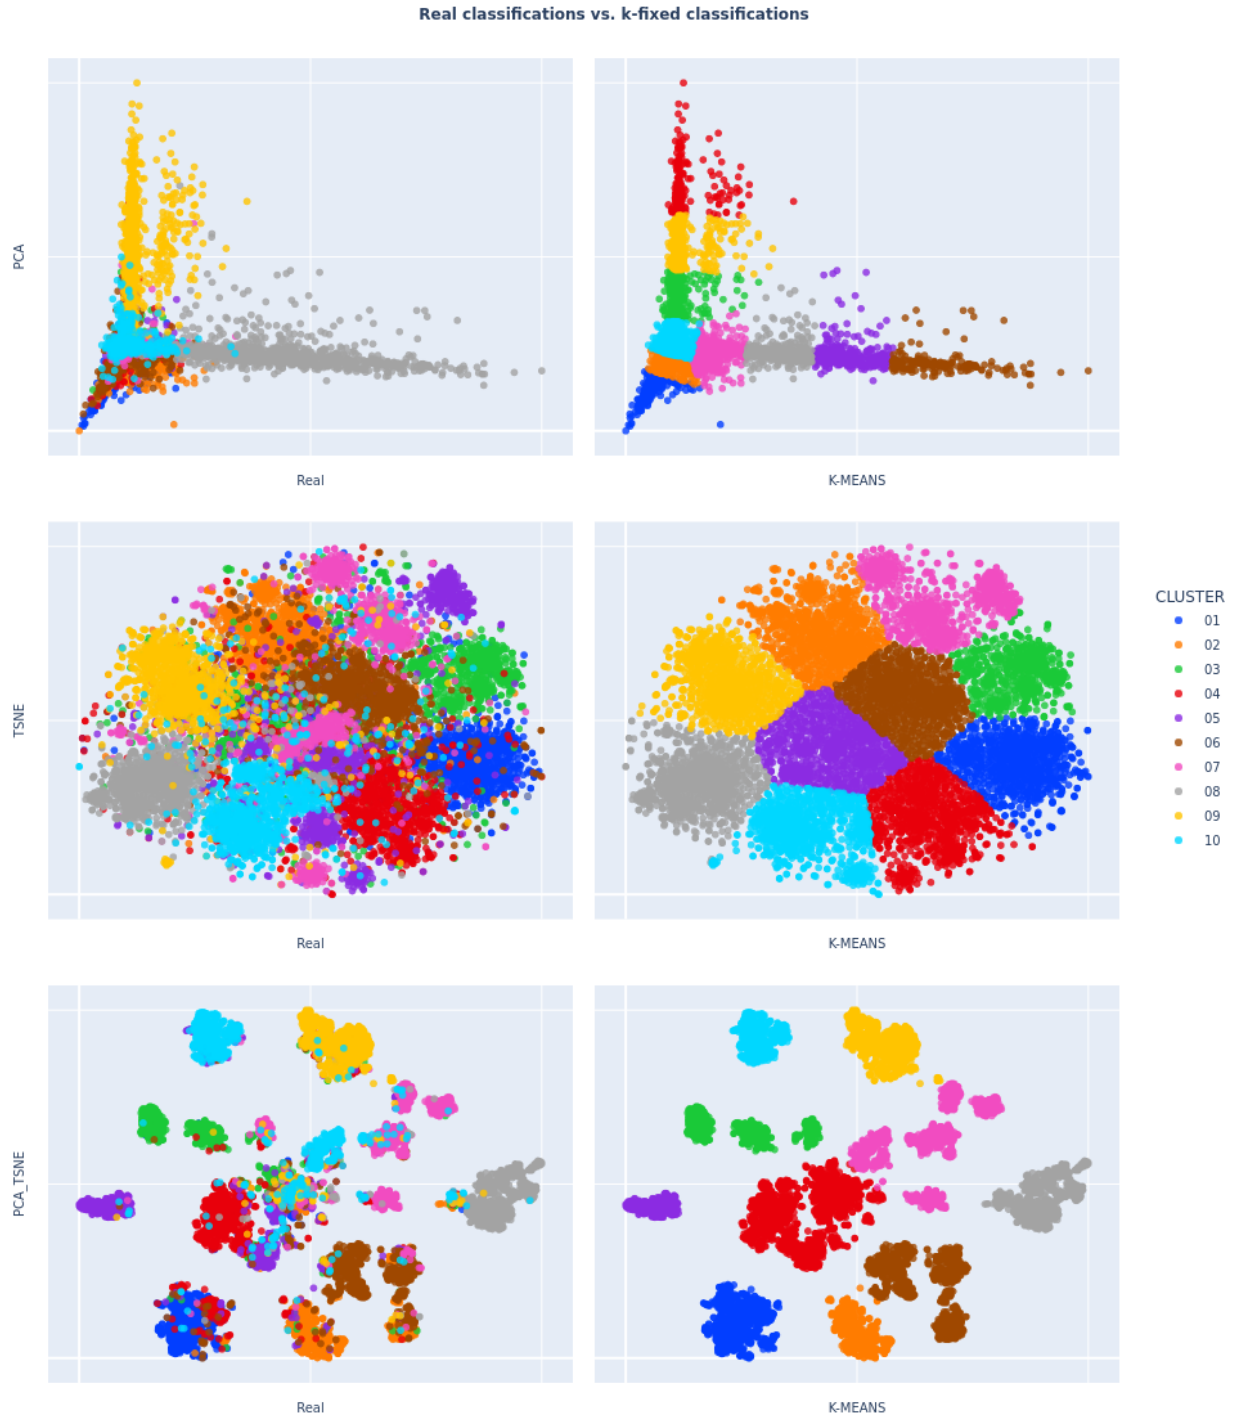 Real classifications vs. k-fixed classifications
PCA
Real
K-MEANS
TSNE
Real
K-MEANS
CLUSTER
01
02
03
04
05
06
07
08
09
10
PCA_TSNE
Real
K-MEANS